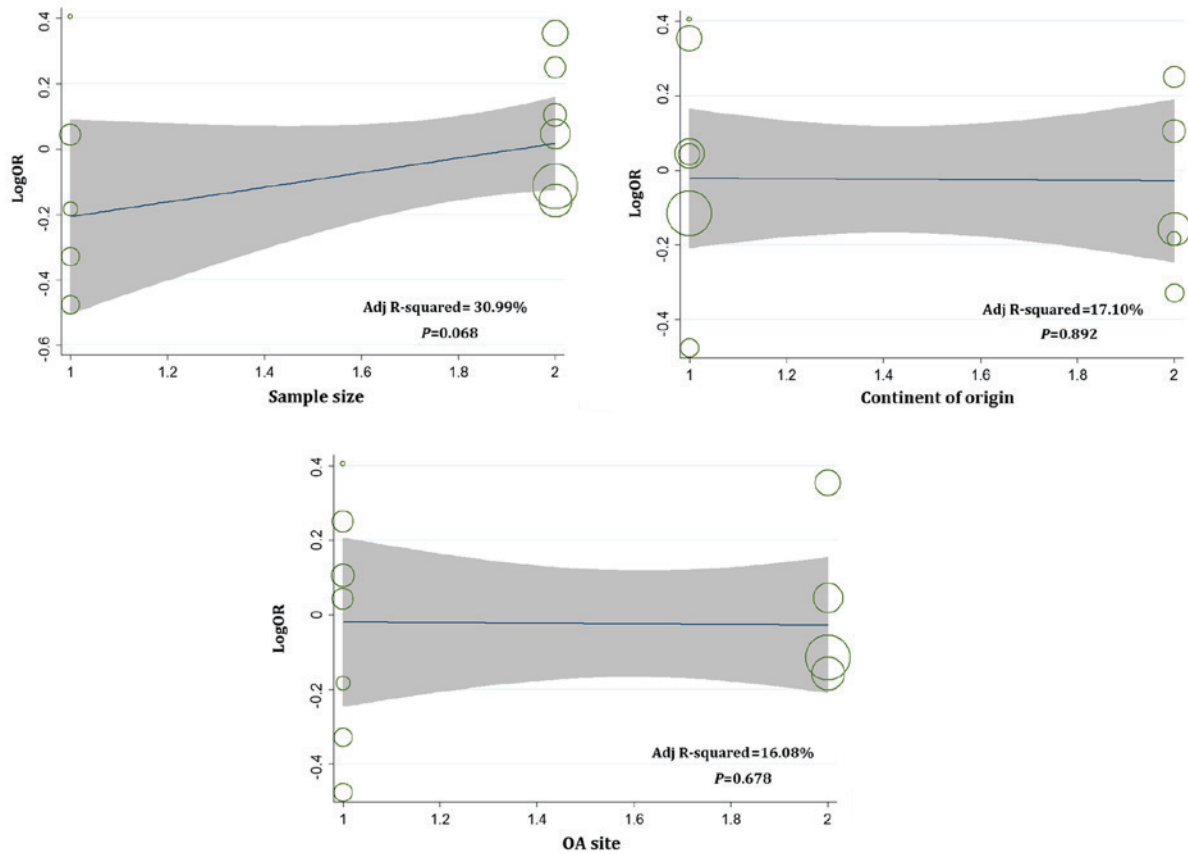 0.4
0.2
0
-0.2
-0.4
-0.6
LogOR
Adj R-squared= 30.99%
P=0.068
1 1.2 1.4 1.6 1.8 2
Sample size
0.4
0.2
0
-0.2
-0.4
LogOR
Adj R-squared=17.10%
P=0.892
1 1.2 1.4 1.6 1.8 2
Continent of origin
0.4
0.2
0
-0.2
-0.4
LogOR
Adj R-squared=16.08%
P=0.678
1 1.2 1.4 1.6 1.8 2
OA site